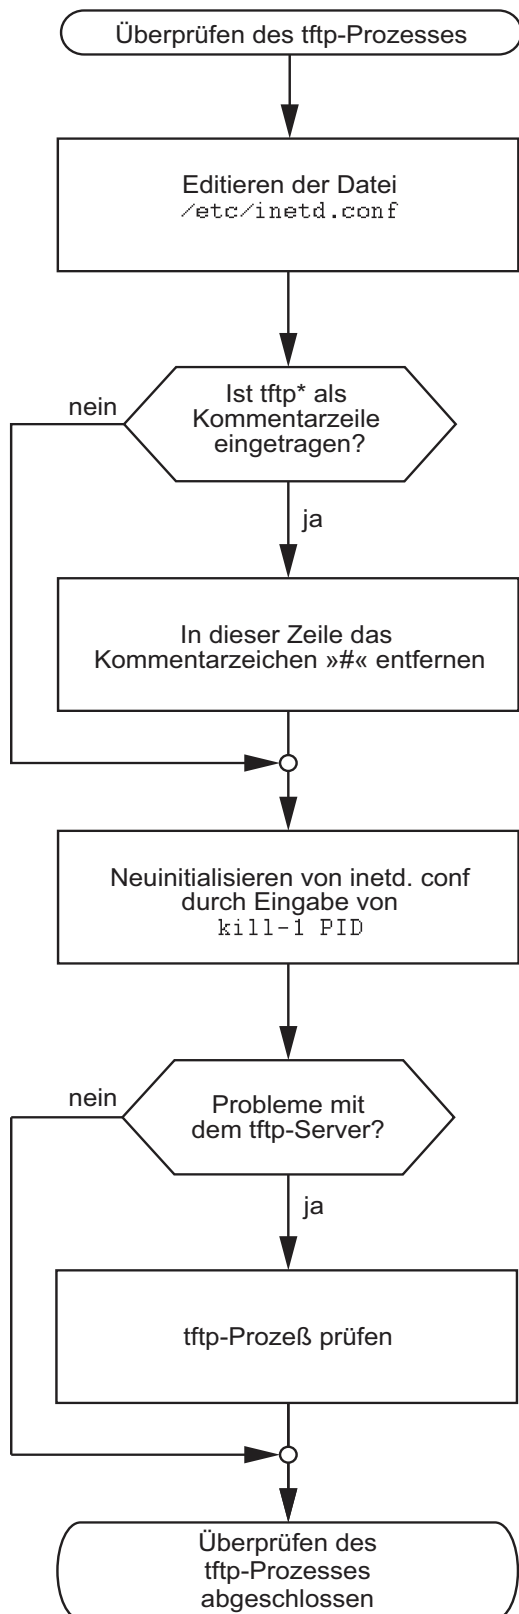 Überprüfen des tftp-Prozesses
Editieren der Datei
/etc/inetd.conf
Ist tftp* als
Kommentarzeile
eingetragen?
nein
ja
In dieser Zeile das
Kommentarzeichen »#« entfernen
Neuinitialisieren von inetd. conf
durch Eingabe von
kill-1 PID
Probleme mit
dem tftp-Server?
nein
ja
tftp-Prozeß prüfen
Überprüfen des
tftp-Prozesses
abgeschlossen